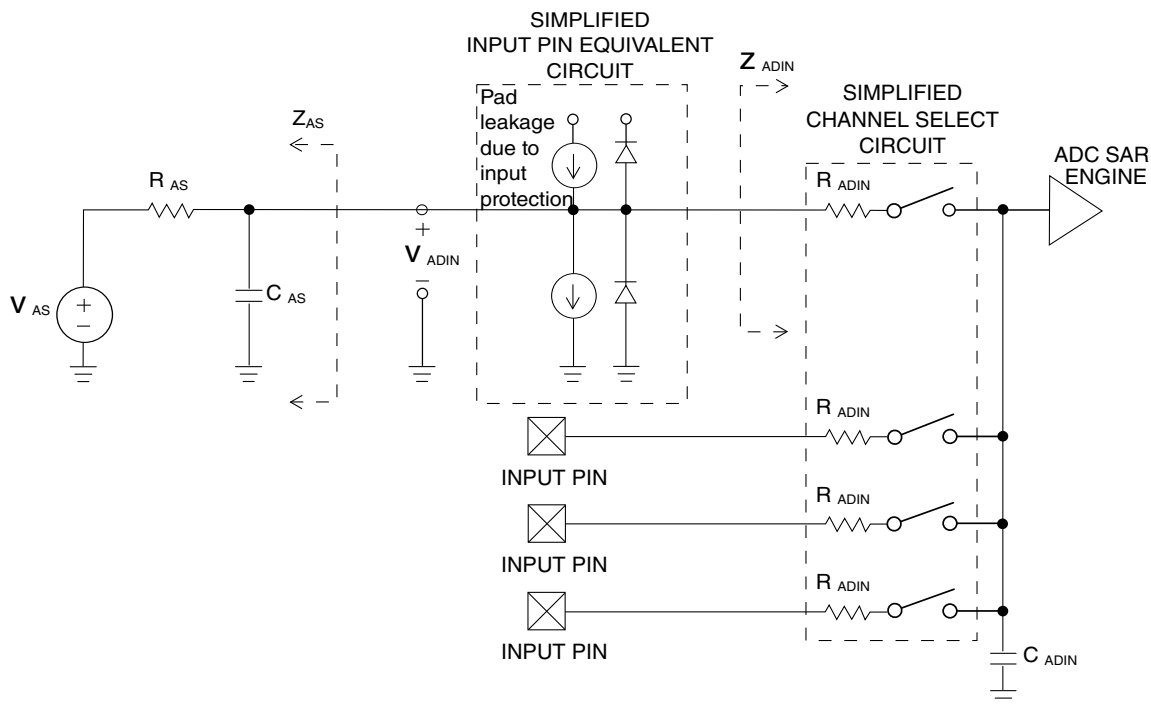 SIMPLIFIED
INPUT PIN EQUIVALENT
CIRCUIT
Pad
leakage
due to
input
protection
Z ADIN
SIMPLIFIED
CHANNEL SELECT
CIRCUIT
ADC SAR
ENGINE
ZAS
R AS
R ADIN
+
V ADIN
−
C AS
V AS
+
−
R ADIN
INPUT PIN
R ADIN
INPUT PIN
R ADIN
INPUT PIN
C ADIN